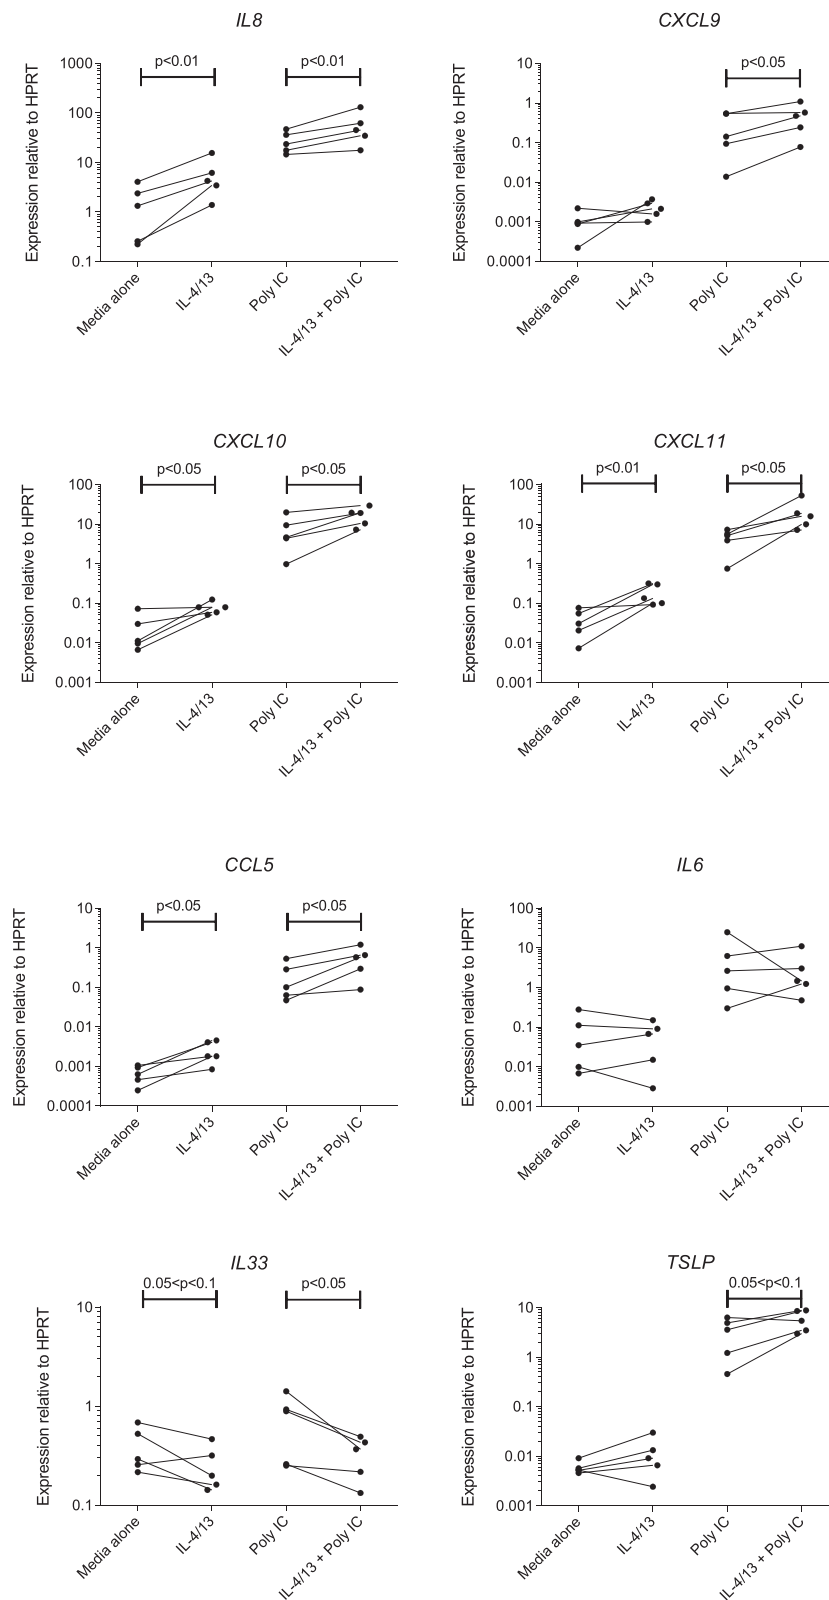 IL8
p<0.01
p<0.01
Expression relative to HPRT
1000
100
10
1
0.1
Media alone
IL-4/13
Poly IC
IL-4/13 + Poly IC
CXCL9
p<0.05
Expression relative to HPRT
10
1
0.1
0.01
0.001
0.0001
Media alone
IL-4/13
Poly IC
IL-4/13 + Poly IC
CXCL10
p<0.05
p<0.05
Expression relative to HPRT
100
10
1
0.1
0.01
0.001
Media alone
IL-4/13
Poly IC
IL-4/13 + Poly IC
CXCL11
p<0.01
p<0.05
Expression relative to HPRT
100
10
1
0.1
0.01
0.001
Media alone
IL-4/13
Poly IC
IL-4/13 + Poly IC
CCL5
p<0.05
p<0.05
Expression relative to HPRT
10
1
0.1
0.01
0.001
0.0001
Media alone
IL-4/13
Poly IC
IL-4/13 + Poly IC
IL6
Expression relative to HPRT
100
10
1
0.1
0.01
0.001
Media alone
IL-4/13
Poly IC
IL-4/13 + Poly IC
IL33
0.05<p<0.1
p<0.05
Expression relative to HPRT
10
1
0.1
Media alone
IL-4/13
Poly IC
IL-4/13 + Poly IC
TSLP
0.05<p<0.1
Expression relative to HPRT
10
1
0.1
0.01
0.001
Media alone
IL-4/13
Poly IC
IL-4/13 + Poly IC